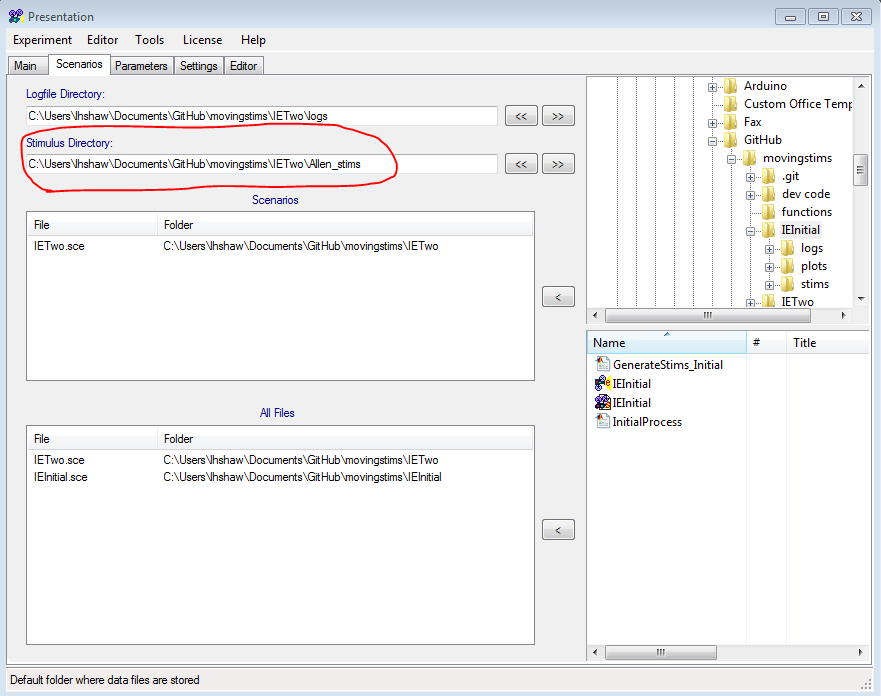 Presentation
Experiment Editor Tools License Help
Main Scenarios Parameters Settings Editor
Logfile Directory:
C:\Users\lhshaw\Documents\GitHub\movingstims\IETwo\logs
<< >>
Stimulus Directory:
C:\Users\lhshaw\Documents\GitHub\movingstims\IETwo\Allen_stims
<< >>
Scenarios
File Folder
IETwo.sce C:\Users\lhshaw\Documents\GitHub\movingstims\IETwo
<
All Files
File Folder
IETwo.sce C:\Users\lhshaw\Documents\GitHub\movingstims\IETwo
IEInitial.sce C:\Users\lhshaw\Documents\GitHub\movingstims\IEInitial
<
Arduino
Custom Office Temp
Fax
GitHub
movingstims
.git
dev code
functions
IEInitial
logs
plots
stims
IETwo
Name # Title
GenerateStims_Initial
IEInitial
IEInitial
InitialProcess
Default folder where data files are stored